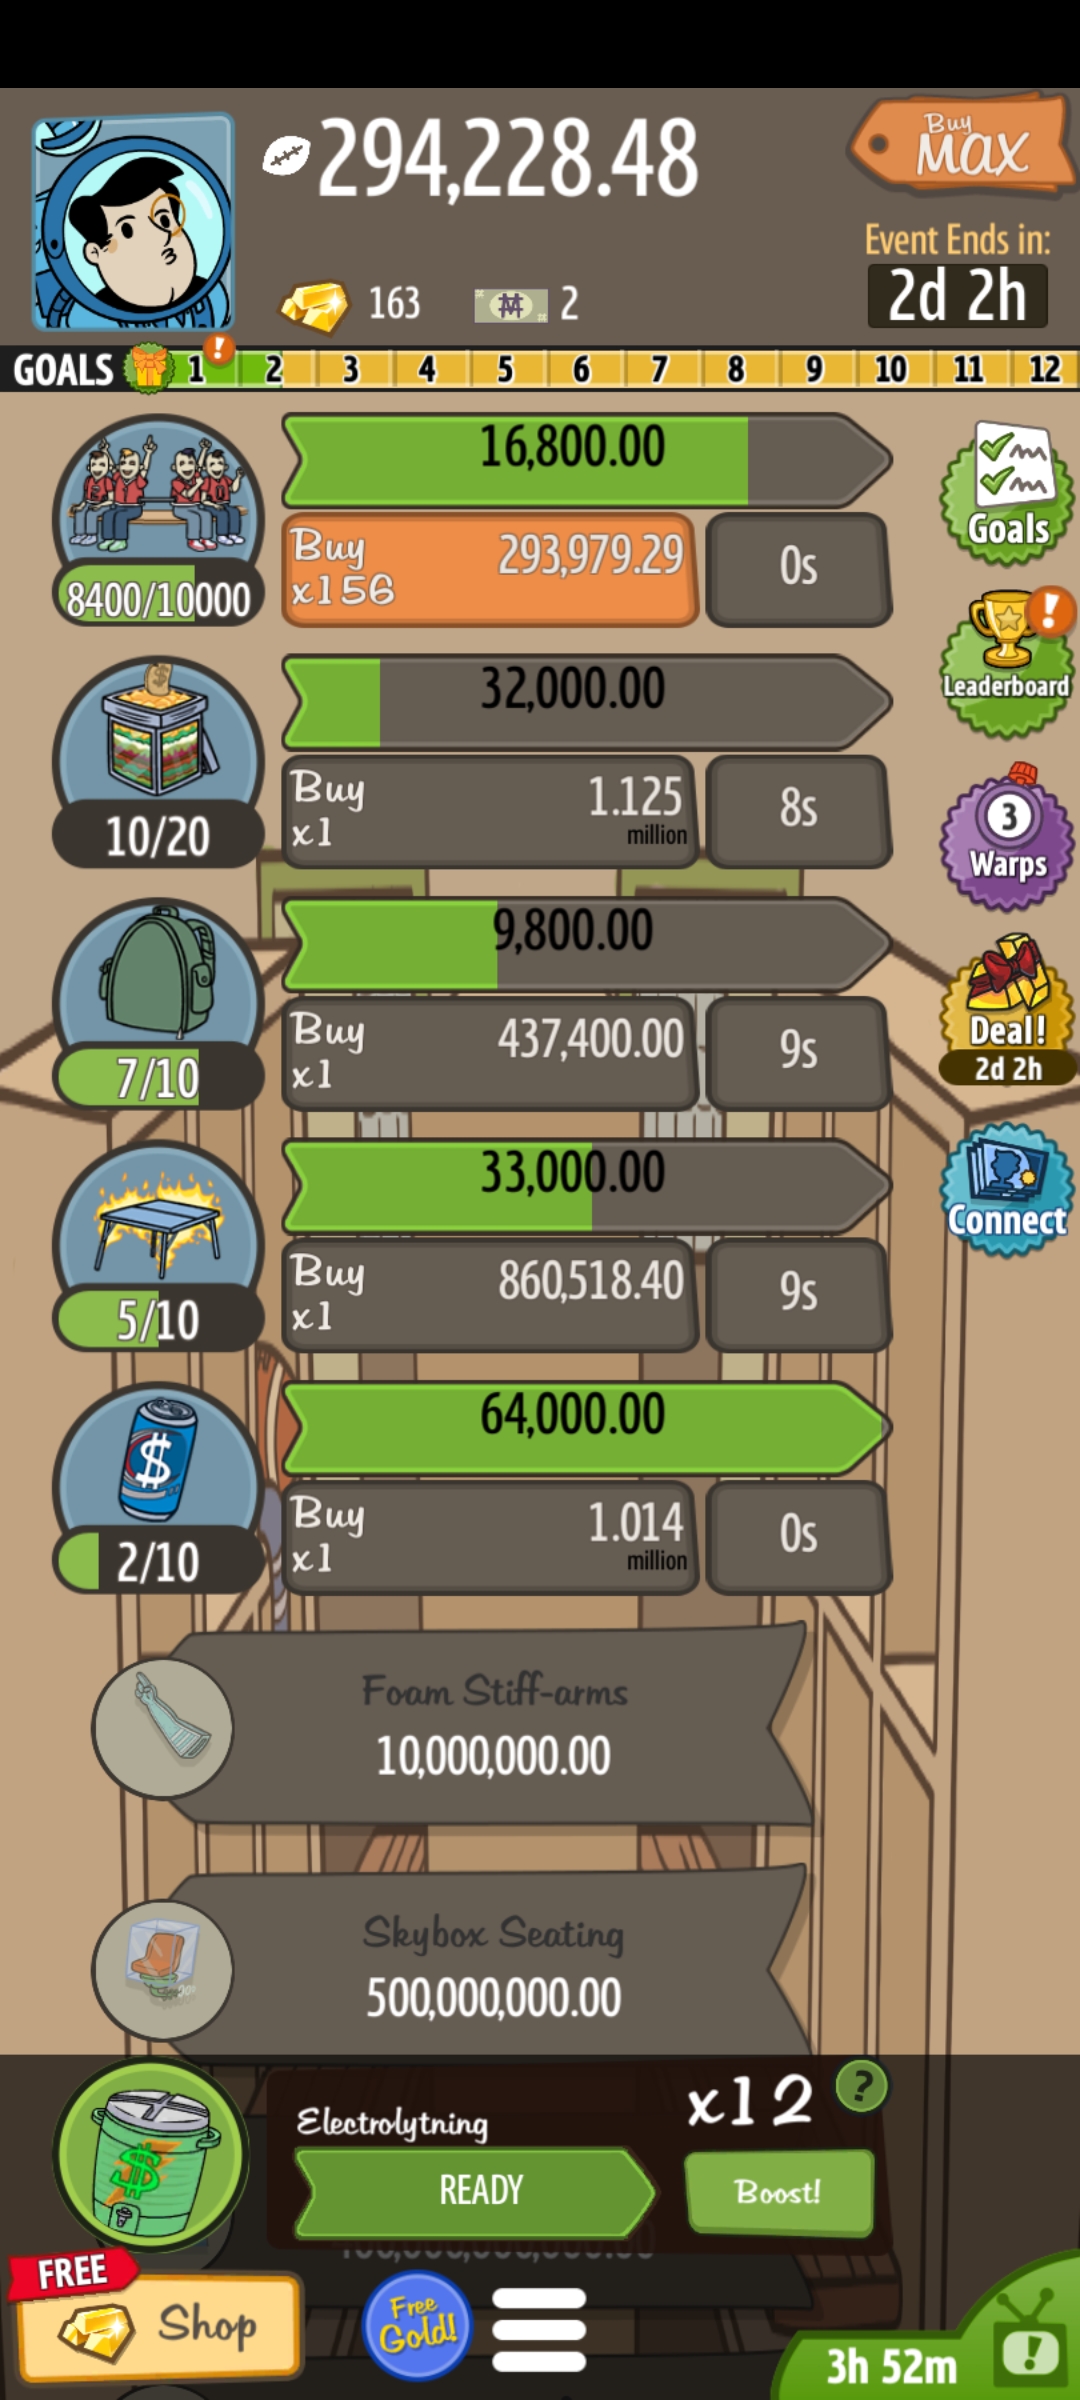 294,228.48
Buy
MAX
Event Ends in:
2d 2h
163
2
GOALS 1 ! 2 3 4 5 6 7 8 9 10 11 12
16,800.00
8400/10000
Buy
x156
293,979.29
0s
Goals
32,000.00
10/20
Buy
x1
1.125
million
8s
!
Leaderboard
9,800.00
7/10
Buy
x1
437,400.00
9s
3
Warps
33,000.00
5/10
Buy
x1
860,518.40
9s
Deal!
2d 2h
64,000.00
$
2/10
Buy
x1
1.014
million
0s
Connect
Foam Stiff-arms
10,000,000.00
Skybox Seating
500,000,000.00
$
Electrolytning
x12
?
READY
Boost!
FREE
Shop
Free
Gold!
3h 52m
!